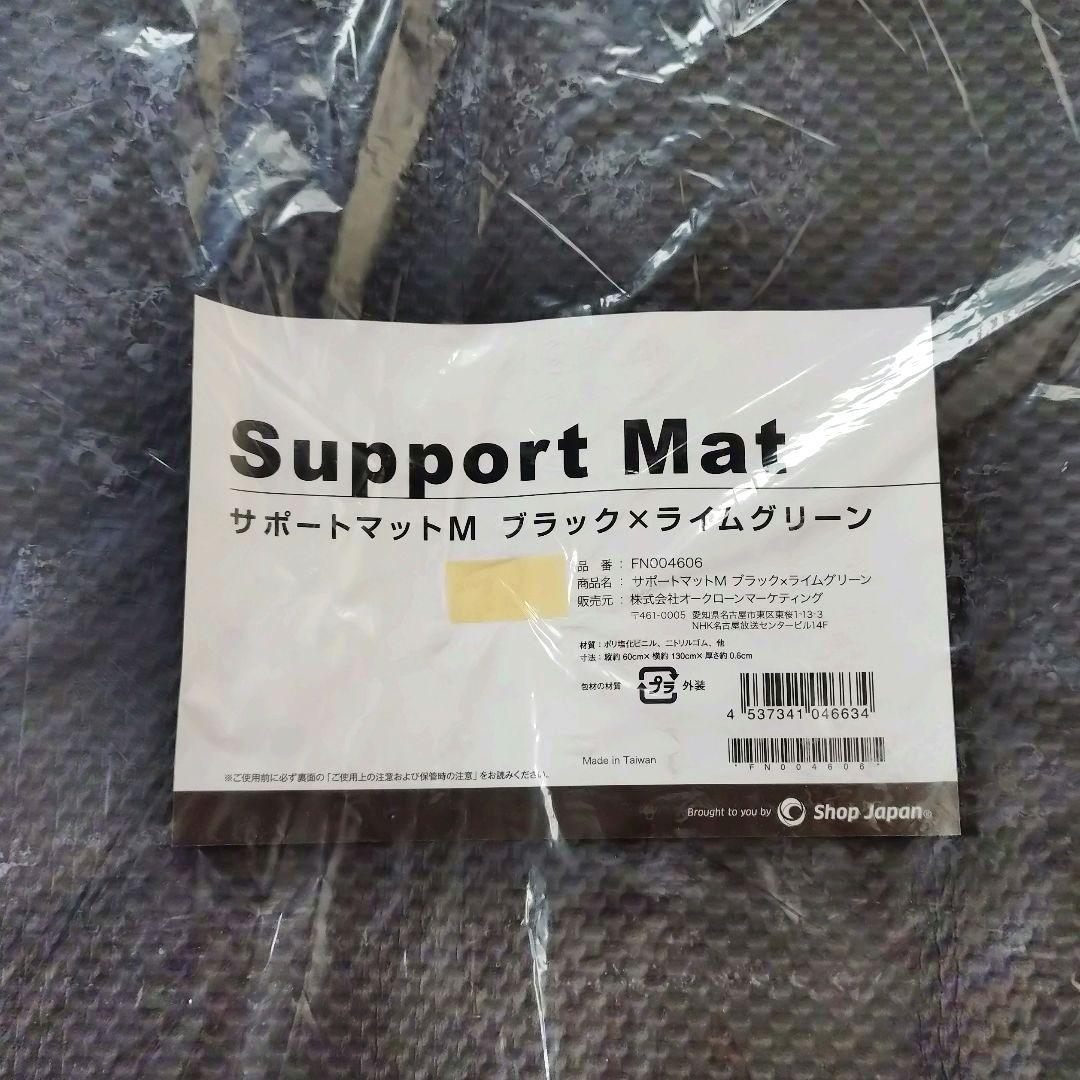 Support Mat
サポートマットM ブラック×ライムグリーン
品 番 : FN004606
商品名 : サポートマットM ブラック×ライムグリーン
販売元 : 株式会社オークローンマーケティング
〒461-0005 愛知県名古屋市東区東桜1-13-3
NHK名古屋放送センタービル14F
材質 : ポリ塩化ビニル、ニトリルゴム、他
寸法 : 縦約 60cm× 横約 130cm× 厚さ約 0.6cm
包材の材質 プラ 外装
4 537341 046634
Made in Taiwan
* F N 0 0 4 6 0 6 *
※ご使用前に必ず裏面の「ご使用上の注意および保管時の注意」をお読みください。
Brought to you by Shop Japan®